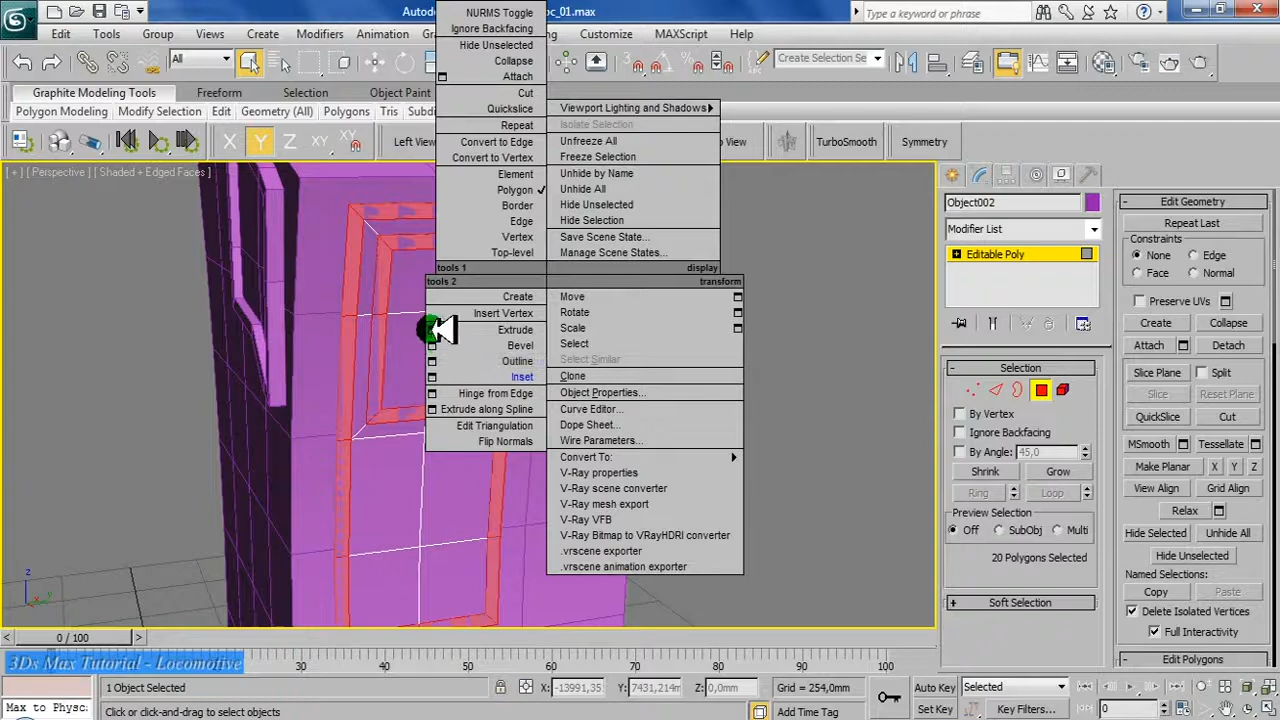 Autodes
oc_01.max
Type a keyword or phrase
Edit Tools Group Views Create Modifiers Animation Customize MAXScript Help
All
Create Selection Se
Graphite Modeling Tools Freeform Selection Object Paint
Polygon Modeling Modify Selection Edit Geometry (All) Polygons Tris
X Y Z XY XY Left View TurboSmooth Symmetry
[ + ] [ Perspective ] [ Shaded + Edged Faces ]
NURMS Toggle
Ignore Backfacing
Hide Unselected
Collapse
Attach
Cut
Quickslice
Repeat
Convert to Edge
Convert to Vertex
Element
Polygon
Border
Edge
Vertex
Top-level
tools 1
Viewport Lighting and Shadows
Isolate Selection
Unfreeze All
Freeze Selection
Unhide by Name
Unhide All
Hide Unselected
Hide Selection
Save Scene State...
Manage Scene States...
display
tools 2
Create
Insert Vertex
Extrude
Bevel
Outline
Inset
Hinge from Edge
Extrude along Spline
Edit Triangulation
Flip Normals
transform
Move
Rotate
Scale
Select
Select Similar
Clone
Object Properties...
Curve Editor...
Dope Sheet...
Wire Parameters...
Convert To:
V-Ray properties
V-Ray scene converter
V-Ray mesh export
V-Ray VFB
V-Ray Bitmap to VRayHDRI converter
.vrscene exporter
.vrscene animation exporter
Object002
Modifier List
Editable Poly
Selection
By Vertex
Ignore Backfacing
By Angle: 45,0
Shrink Grow
Ring Loop
Preview Selection
Off SubObj Multi
20 Polygons Selected
Soft Selection
Edit Geometry
Repeat Last
Constraints
None Edge
Face Normal
Preserve UVs
Create Collapse
Attach Detach
Slice Plane Split
Slice Reset Plane
QuickSlice Cut
MSmooth Tessellate
Make Planar X Y Z
View Align Grid Align
Relax
Hide Selected Unhide All
Hide Unselected
Named Selections:
Copy Paste
Delete Isolated Vertices
Full Interactivity
Edit Polygons
z
0 / 100
3Ds Max Tutorial - Locomotive
30 40 50 60 70 80 90 100
1 Object Selected X: -13991,35 Y: 7431,214m Z: 0,0mm Grid = 254,0mm Auto Key Selected
Max to Physc Click or click-and-drag to select objects Add Time Tag Set Key Key Filters... 0